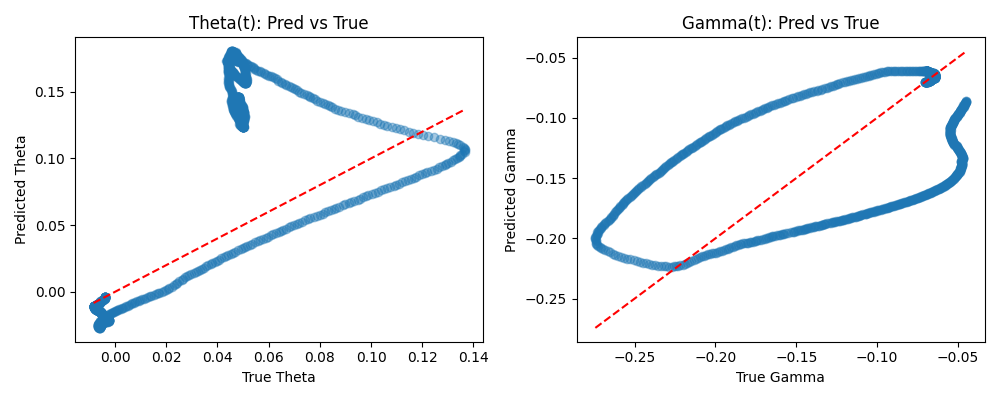 Theta(t): Pred vs True
Predicted Theta
0.15
0.10
0.05
0.00
0.00 0.02 0.04 0.06 0.08 0.10 0.12 0.14
True Theta
Gamma(t): Pred vs True
Predicted Gamma
−0.05
−0.10
−0.15
−0.20
−0.25
−0.25 −0.20 −0.15 −0.10 −0.05
True Gamma